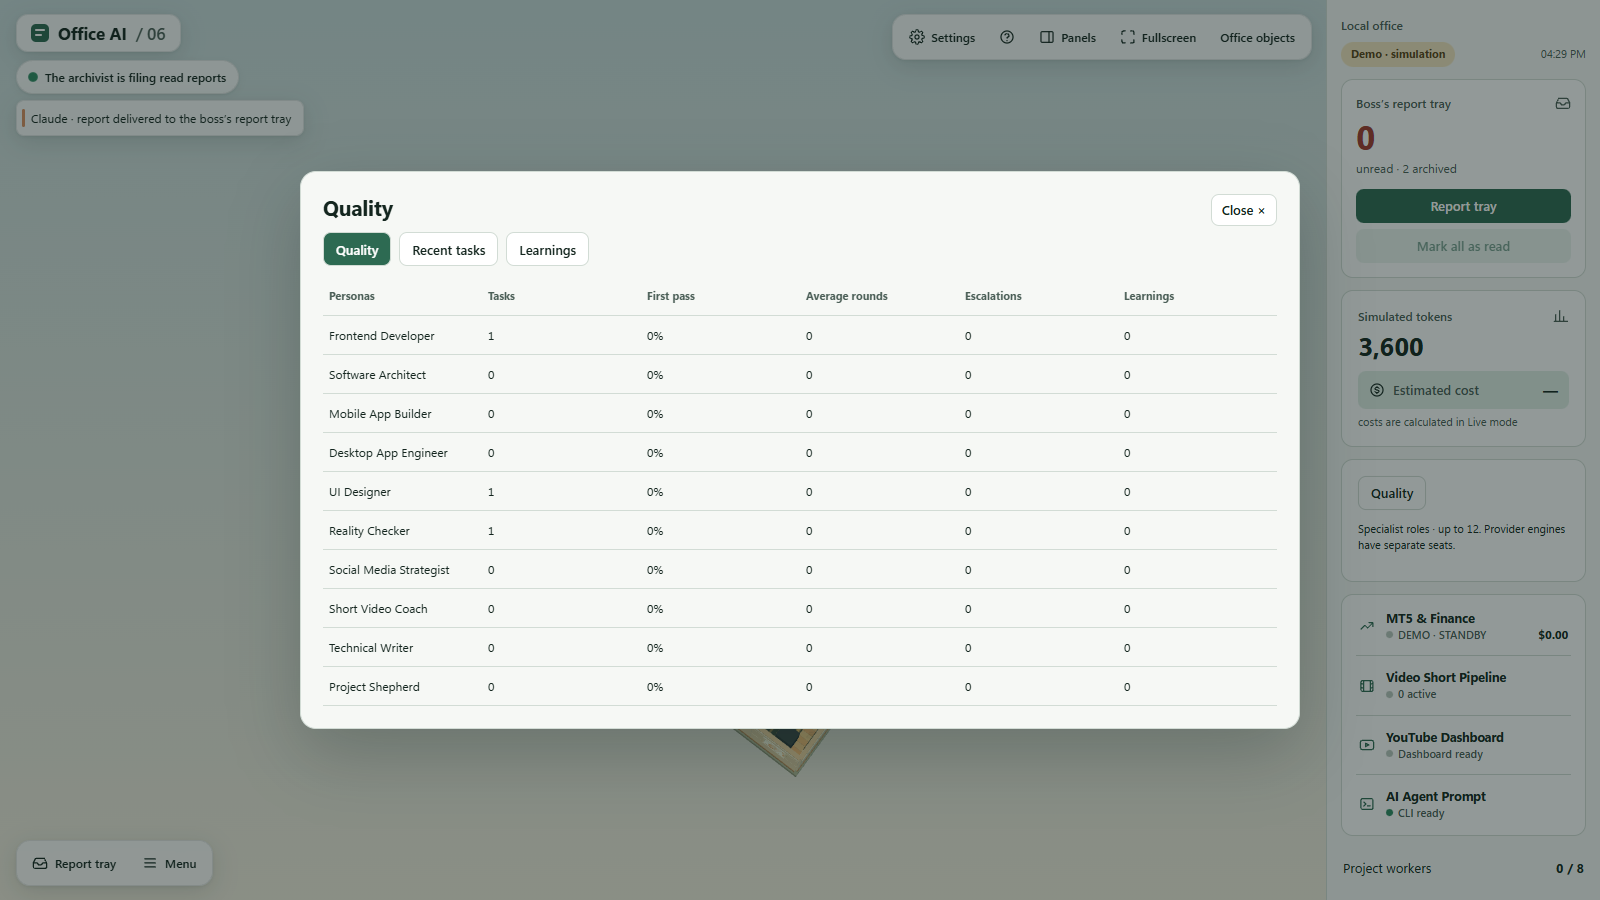 Office AI / 06
The archivist is filing read reports
Claude · report delivered to the boss's report tray
Settings
Panels
Fullscreen
Office objects
Quality
Close ×
Quality
Recent tasks
Learnings
Personas Tasks First pass Average rounds Escalations Learnings
Frontend Developer 1 0% 0 0 0
Software Architect 0 0% 0 0 0
Mobile App Builder 0 0% 0 0 0
Desktop App Engineer 0 0% 0 0 0
UI Designer 1 0% 0 0 0
Reality Checker 1 0% 0 0 0
Social Media Strategist 0 0% 0 0 0
Short Video Coach 0 0% 0 0 0
Technical Writer 0 0% 0 0 0
Project Shepherd 0 0% 0 0 0
Report tray
Menu
Local office
Demo · simulation
04:29 PM
Boss's report tray
0
unread · 2 archived
Report tray
Mark all as read
Simulated tokens
3,600
Estimated cost —
costs are calculated in Live mode
Quality
Specialist roles · up to 12. Provider engines
have separate seats.
MT5 & Finance
DEMO · STANDBY $0.00
Video Short Pipeline
0 active
YouTube Dashboard
Dashboard ready
AI Agent Prompt
CLI ready
Project workers 0 / 8